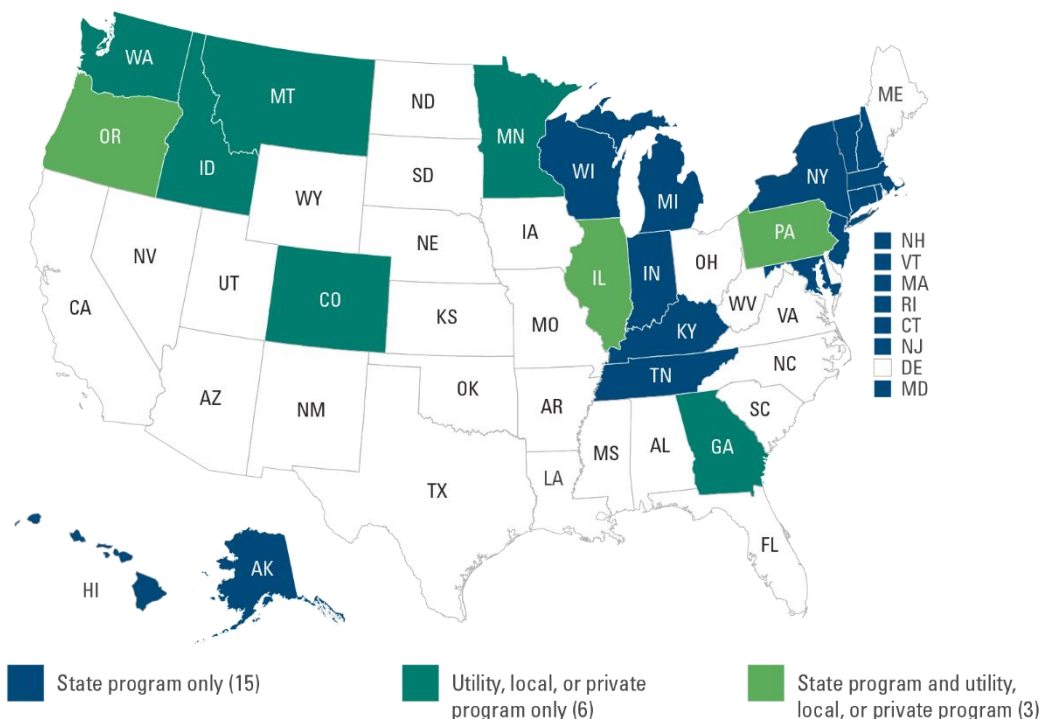 WA
MT
ND
MN
ME
OR
ID
SD
WI
NY
WY
MI
IA
PA
NE
NV
OH
NH
IL
IN
VT
UT
CO
MA
WV
CA
VA
RI
KS
MO
KY
CT
NJ
NC
DE
TN
MD
OK
AZ
NM
AR
SC
GA
MS
AL
LA
TX
FL
AK
HI
State program only (15)
Utility, local, or private
program only (6)
State program and utility,
local, or private program (3)